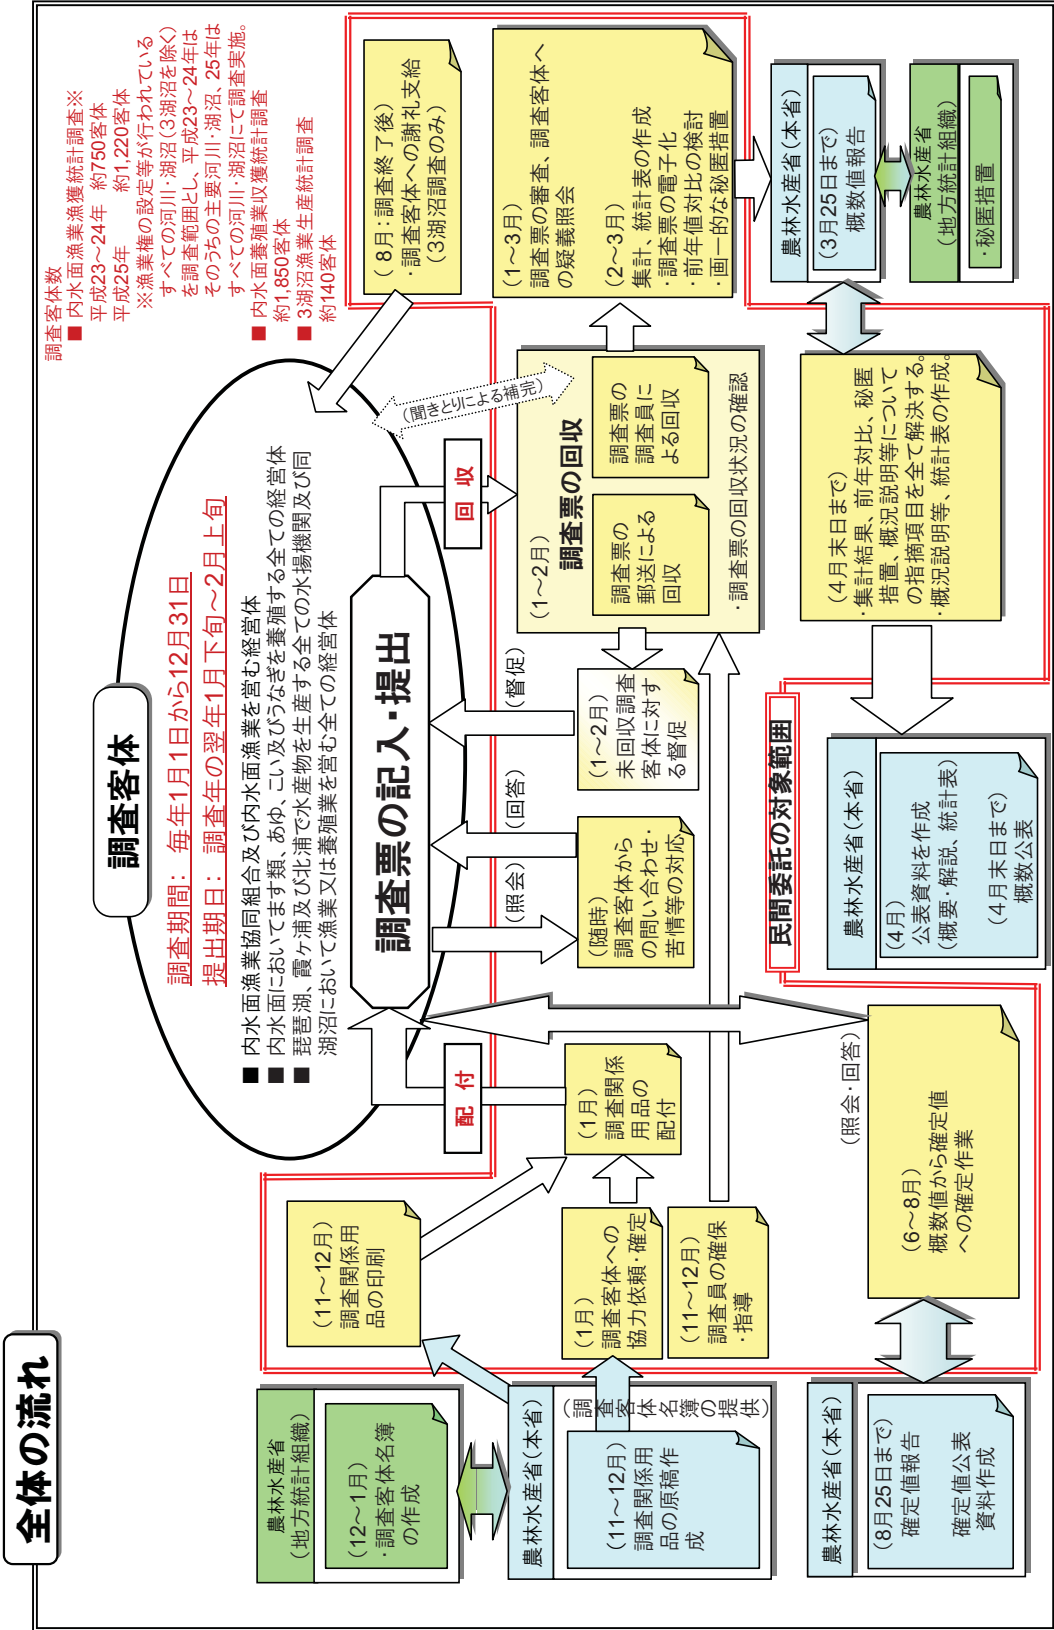 全体の流れ
農林水産省
（地方統計組織）
（12～1月）
・調査客体名簿
の作成
農林水産省（本省）
（調査客体名簿の提供）
（11～12月）
調査関係用
品の原稿作
成
農林水産省（本省）
（8月25日まで）
確定値報告
確定値公表
資料作成
（11～12月）
調査関係用
品の印刷
（1月）
調査客体への
協力依頼・確定
（11～12月）
調査員の確保
・指導
（1月）
調査関係
用品の
配付
配 付
（6～8月）
概数値から確定値
への確定作業
（照会・回答）
調査客体
調査期間： 毎年1月1日から12月31日
提出期日： 調査年の翌年1月下旬～2月上旬
■ 内水面漁業協同組合及び内水面漁業を営む経営体
■ 内水面においてます類、あゆ、こい及びうなぎを養殖する全ての経営体
■ 琵琶湖、霞ヶ浦及び北浦で水産物を生産する全ての水揚機関及び同
湖沼において漁業又は養殖業を営む全ての経営体
調査票の記入・提出
（照会）
（回答）
（督促）
（随時）
調査客体から
の問い合わせ・
苦情等の対応
（1～2月）
未回収調査
客体に対す
る督促
回 収
（聞きとりによる補完）
（1～2月）
調査票の回収
調査票の
郵送による
回収
調査票の
調査員に
よる回収
・調査票の回収状況の確認
民間委託の対象範囲
農林水産省（本省）
（4月）
公表資料を作成
（概要・解説、統計表）
（4月末日まで）
概数公表
（4月末日まで）
・集計結果、前年対比、秘匿
措置、概況説明等について
の指摘項目を全て解決する。
・概況説明等、統計表の作成。
調査客体数
■ 内水面漁業漁獲統計調査※
平成23～24年 約750客体
平成25年 約1,220客体
※漁業権の設定等が行われている
すべての河川・湖沼（3湖沼を除く）
を調査範囲とし、平成23～24年は
そのうちの主要河川・湖沼、25年は
すべての河川・湖沼にて調査実施。
■ 内水面養殖業収獲統計調査
約1,850客体
■ 3湖沼漁業生産統計調査
約140客体
（ 8月：調査終了後）
・調査客体への謝礼支給
（3湖沼調査のみ）
（1～3月）
調査票の審査、調査客体へ
の疑義照会
（2～3月）
集計、統計表の作成
・調査票の電子化
・前年値対比の検討
・画一的な秘匿措置
農林水産省（本省）
（3月25日まで）
概数値報告
農林水産省
（地方統計組織）
・秘匿措置